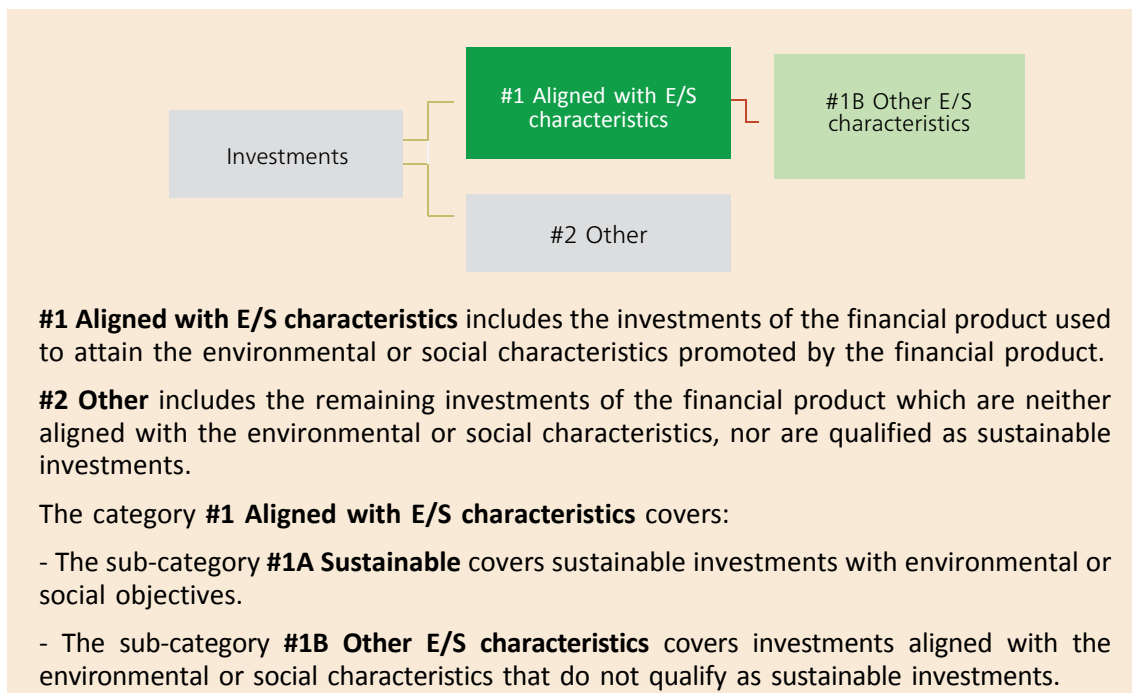 #1 Aligned with E/S
characteristics
#1B Other E/S
characteristics
Investments
#2 Other
#1 Aligned with E/S characteristics includes the investments of the financial product used
to attain the environmental or social characteristics promoted by the financial product.
#2 Other includes the remaining investments of the financial product which are neither
aligned with the environmental or social characteristics, nor are qualified as sustainable
investments.
The category #1 Aligned with E/S characteristics covers:
- The sub-category #1A Sustainable covers sustainable investments with environmental or
social objectives.
- The sub-category #1B Other E/S characteristics covers investments aligned with the
environmental or social characteristics that do not qualify as sustainable investments.